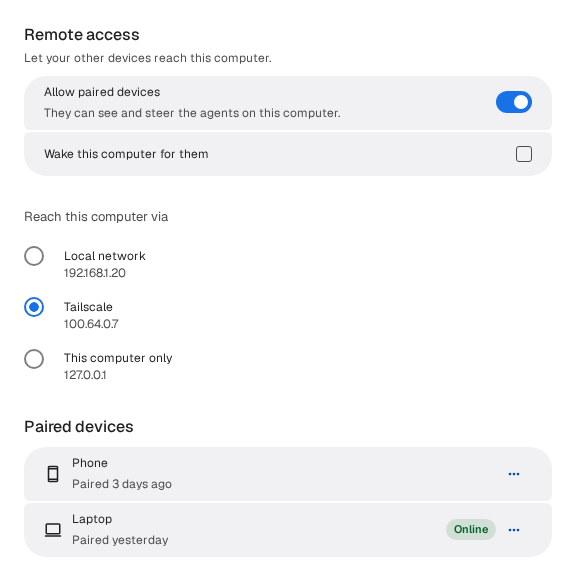 Remote access
Let your other devices reach this computer.
Allow paired devices
They can see and steer the agents on this computer.
Wake this computer for them
Reach this computer via
Local network
192.168.1.20
Tailscale
100.64.0.7
This computer only
127.0.0.1
Paired devices
Phone
Paired 3 days ago
Laptop
Online
Paired yesterday